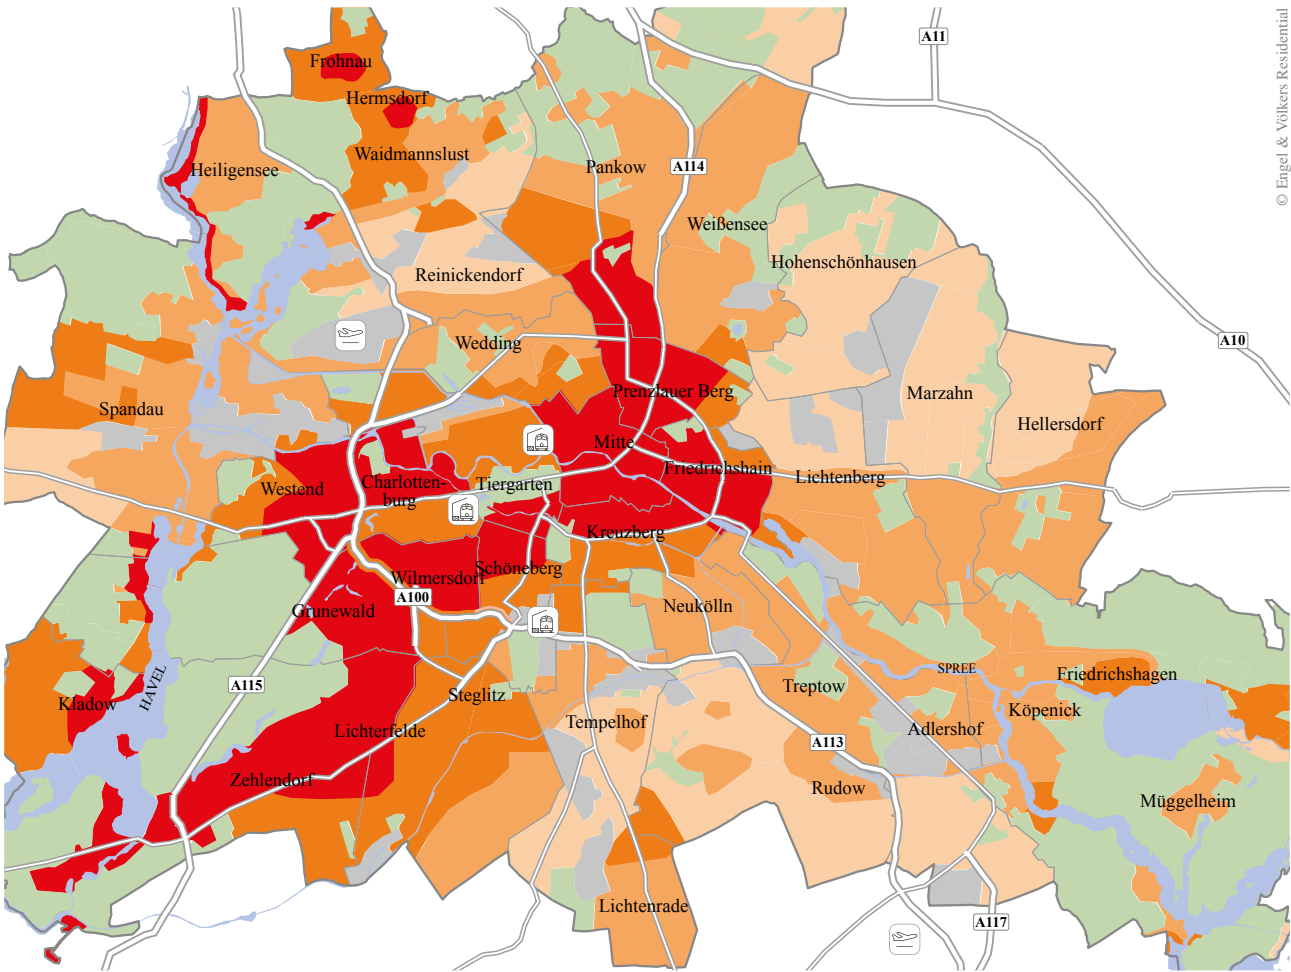 A11
© Engel & Völkers Residential
Frohnau
Hermsdorf
Waidmannslust
Heiligensee
Pankow
A114
Weißensee
Hohenschönhausen
Reinickendorf
Wedding
A10
Prenzlauer Berg
Marzahn
Spandau
Hellersdorf
Mitte
Friedrichshain
Lichtenberg
Westend
Charlotten-
burg
Tiergarten
Kreuzberg
Schöneberg
Wilmersdorf
A100
Neukölln
Grunewald
SPREE
Friedrichshagen
A115
HAVEL
Kladow
Steglitz
Treptow
Köpenick
Tempelhof
Adlershof
Lichterfelde
A113
Zehlendorf
Rudow
Müggelheim
Lichtenrade
A117